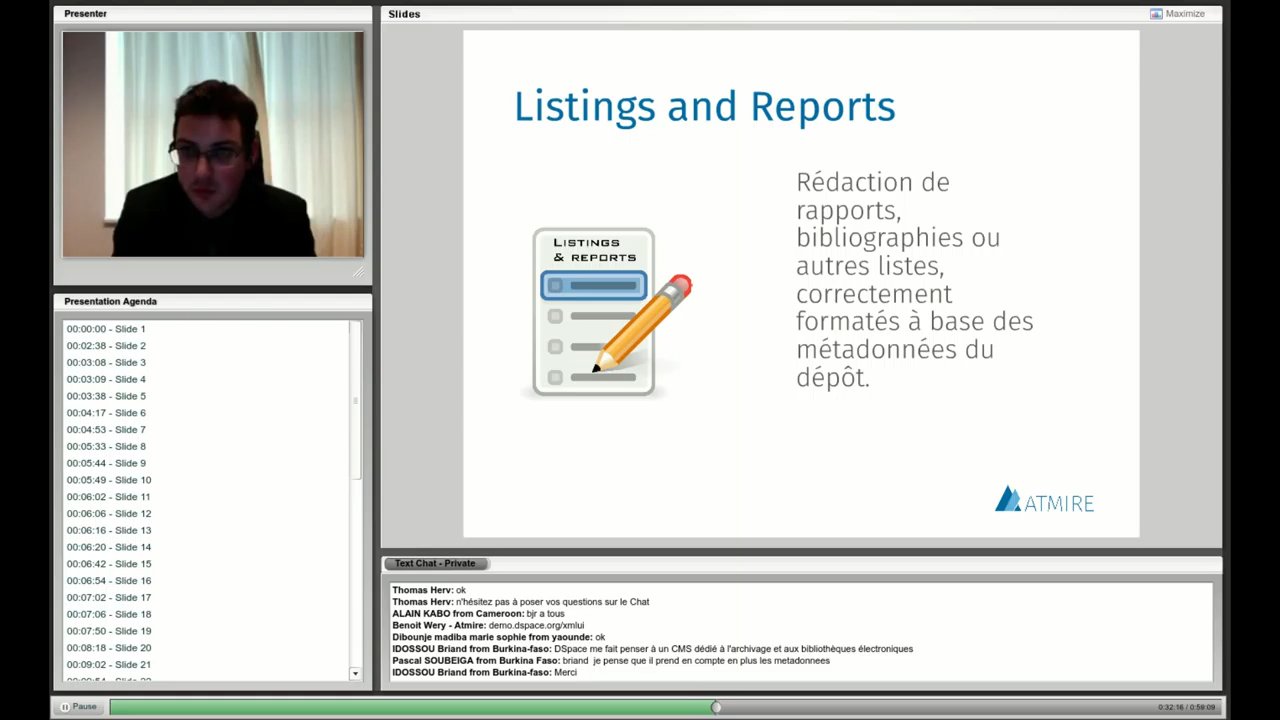 Presenter
Slides
Maximize
Listings and Reports
LISTINGS
& REPORTS
Rédaction de
rapports,
bibliographies ou
autres listes,
correctement
formatés à base des
métadonnées du
dépôt.
ATMIRE
Presentation Agenda
00:00:00 - Slide 1
00:02:38 - Slide 2
00:03:08 - Slide 3
00:03:09 - Slide 4
00:03:38 - Slide 5
00:04:17 - Slide 6
00:04:53 - Slide 7
00:05:33 - Slide 8
00:05:44 - Slide 9
00:05:49 - Slide 10
00:06:02 - Slide 11
00:06:06 - Slide 12
00:06:16 - Slide 13
00:06:20 - Slide 14
00:06:42 - Slide 15
00:06:54 - Slide 16
00:07:02 - Slide 17
00:07:06 - Slide 18
00:07:50 - Slide 19
00:08:18 - Slide 20
00:09:02 - Slide 21
Text Chat - Private
Thomas Herv: ok
Thomas Herv: n'hésitez pas à poser vos questions sur le Chat
ALAIN KABO from Cameroon: bjr a tous
Benoit Wery - Atmire: demo.dspace.org/xmlui
Dibounje madiba marie sophie from yaounde: ok
IDOSSOU Briand from Burkina-faso: DSpace me fait penser à un CMS dédié à l'archivage et aux bibliothèques électroniques
Pascal SOUBEIGA from Burkina Faso: briand je pense que il prend en compte en plus les metadonnees
IDOSSOU Briand from Burkina-faso: Merci
Pause
0:32:16 / 0:59:09